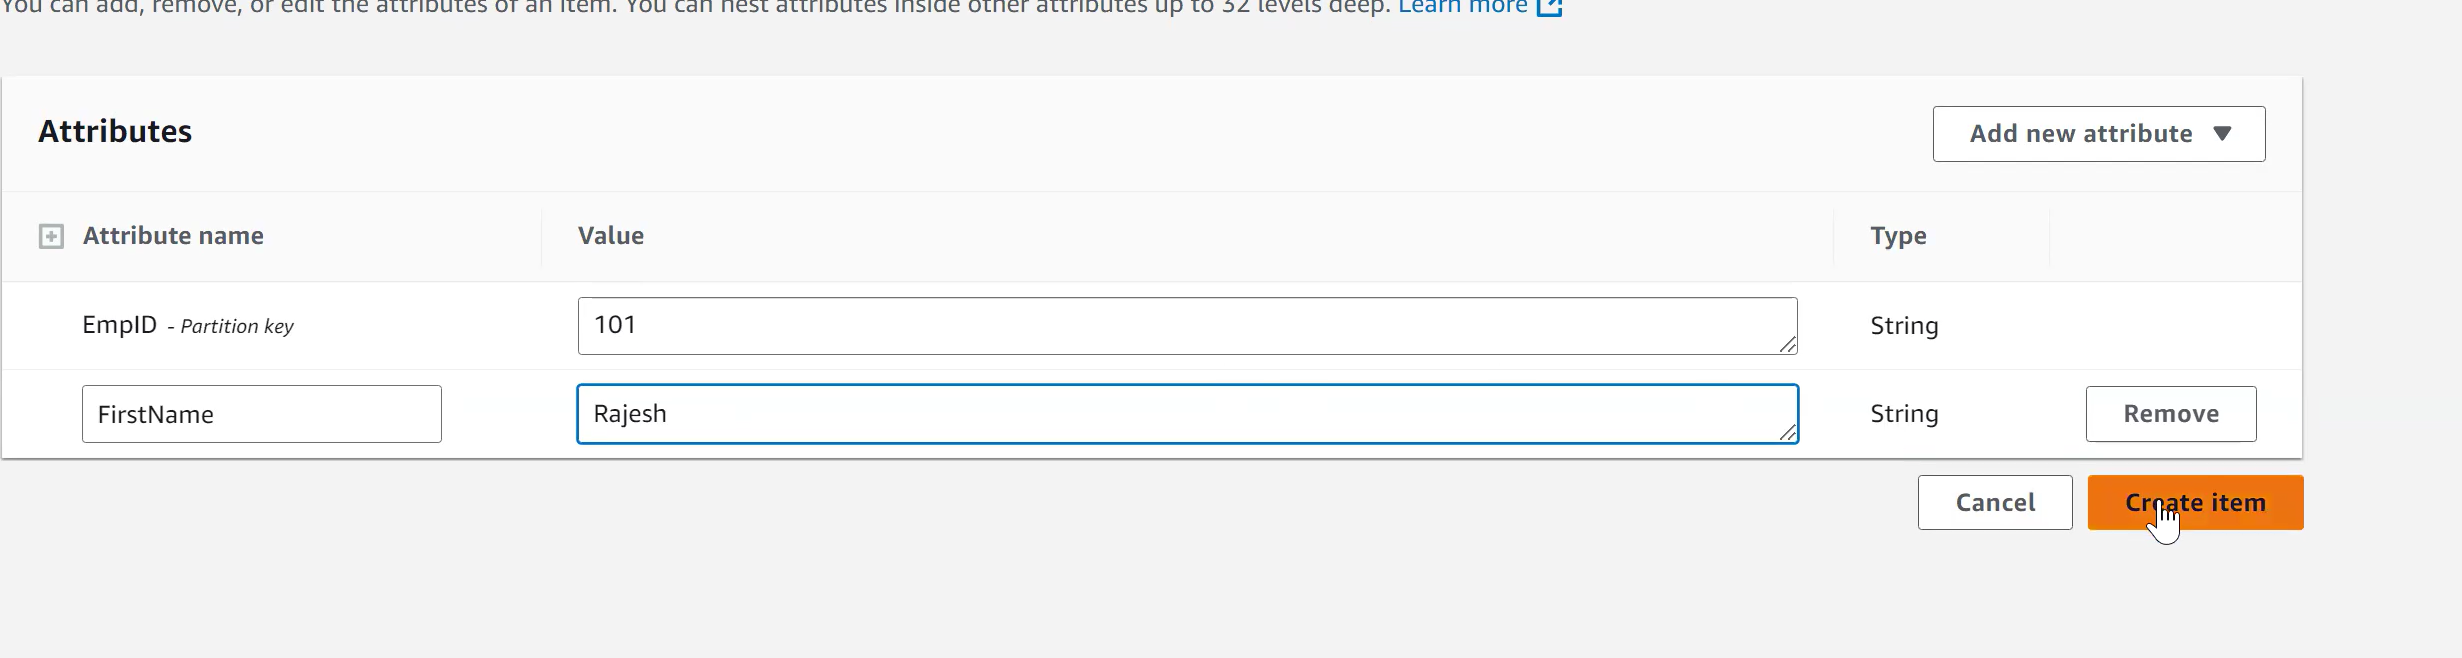 You can add, remove, or edit the attributes of an item. You can nest attributes inside other attributes up to 32 levels deep. Learn more
Attributes
Add new attribute
Attribute name
Value
Type
EmpID - Partition key
101
String
FirstName
Rajesh
String
Remove
Cancel
Create item